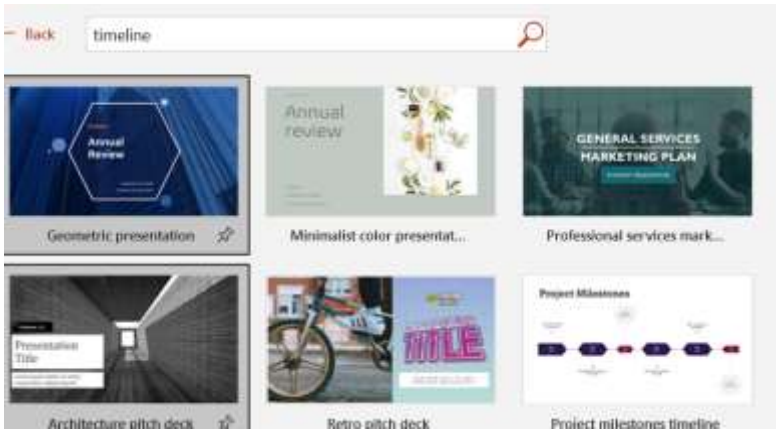 Back
timeline
Annual
Review
Geometric presentation
Annual
review
Minimalist color presentat...
GENERAL SERVICES
MARKETING PLAN
Professional services mark...
Presentation
Title
Architecture pitch deck
TITLE
Retro pitch deck
Project Milestones
Project milestones timeline